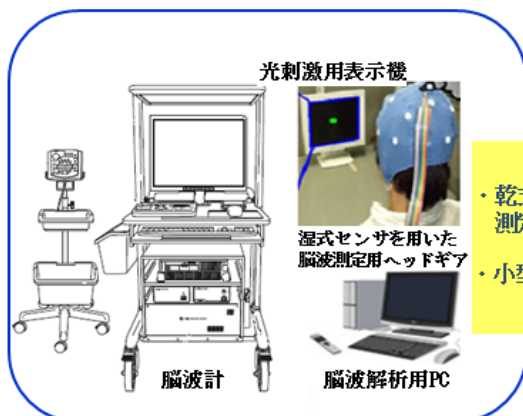 光刺激用表示機
湿式センサを用いた
脳波測定用ヘッドギア
・乾
測定
・小型
脳波計
脳波解析用PC